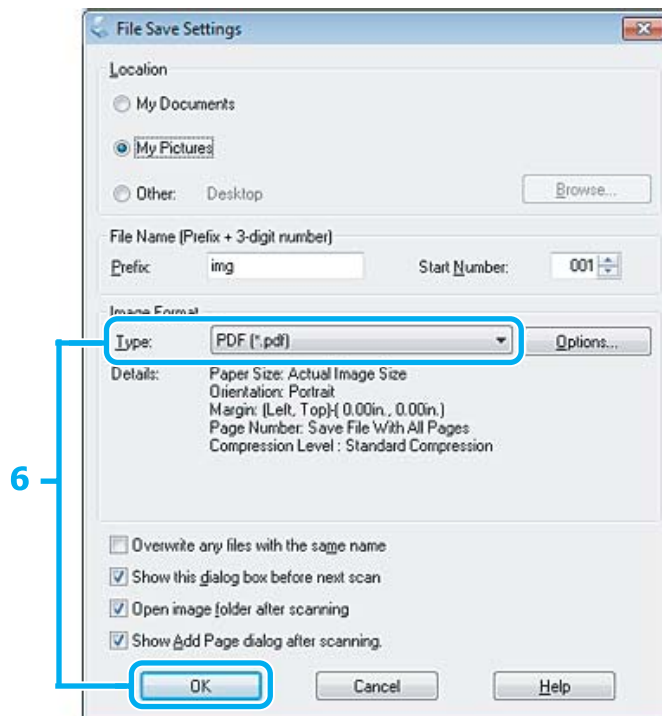 File Save Settings
Location
My Documents
My Pictures
Other: Desktop Browse...
File Name (Prefix + 3-digit number)
Prefix: img Start Number: 001
Image Format
Type: PDF (*.pdf) Options...
Details: Paper Size: Actual Image Size
Orientation: Portrait
Margin: (Left, Top)-( 0.00in., 0.00in.)
Page Number: Save File With All Pages
Compression Level : Standard Compression
6
Overwrite any files with the same name
Show this dialog box before next scan
Open image folder after scanning
Show Add Page dialog after scanning.
OK Cancel Help